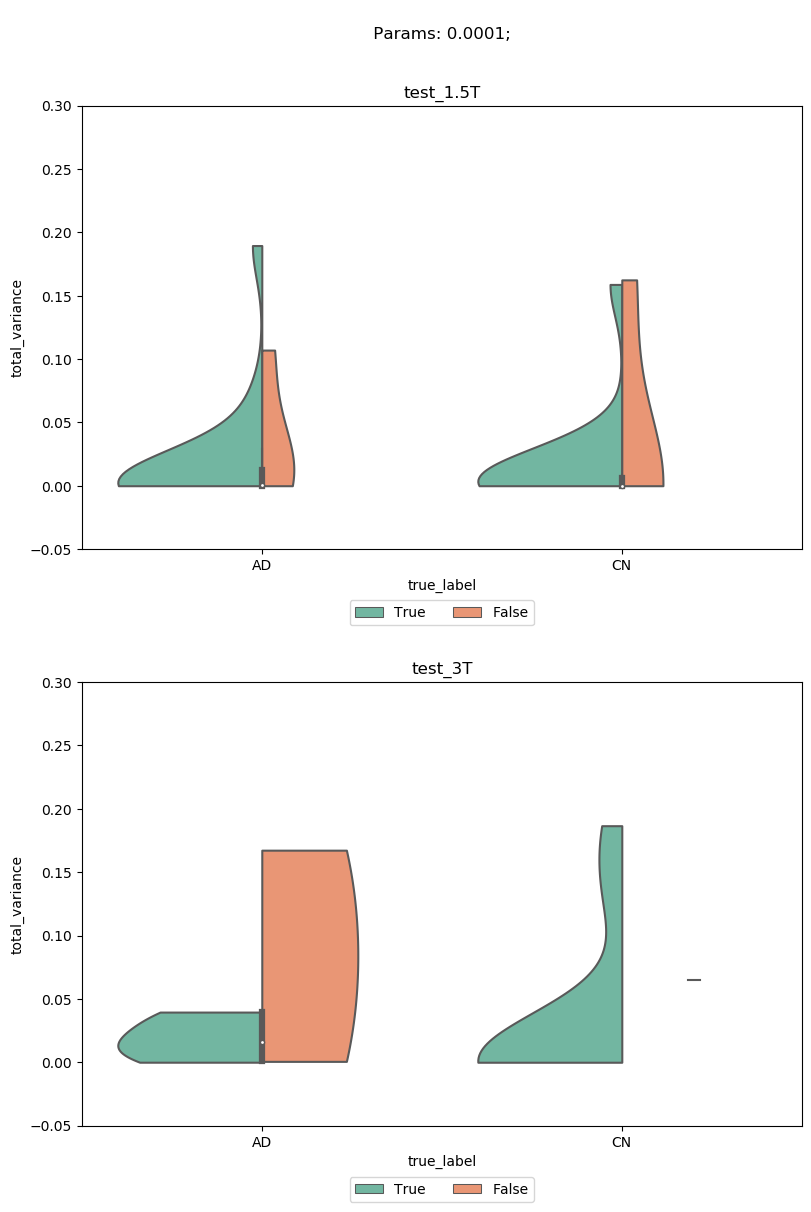 Params: 0.0001;
test_1.5T
0.30
0.25
0.20
0.15
0.10
0.05
0.00
−0.05
total_variance
AD CN
true_label
True False
test_3T
0.30
0.25
0.20
0.15
0.10
0.05
0.00
−0.05
total_variance
AD CN
true_label
True False